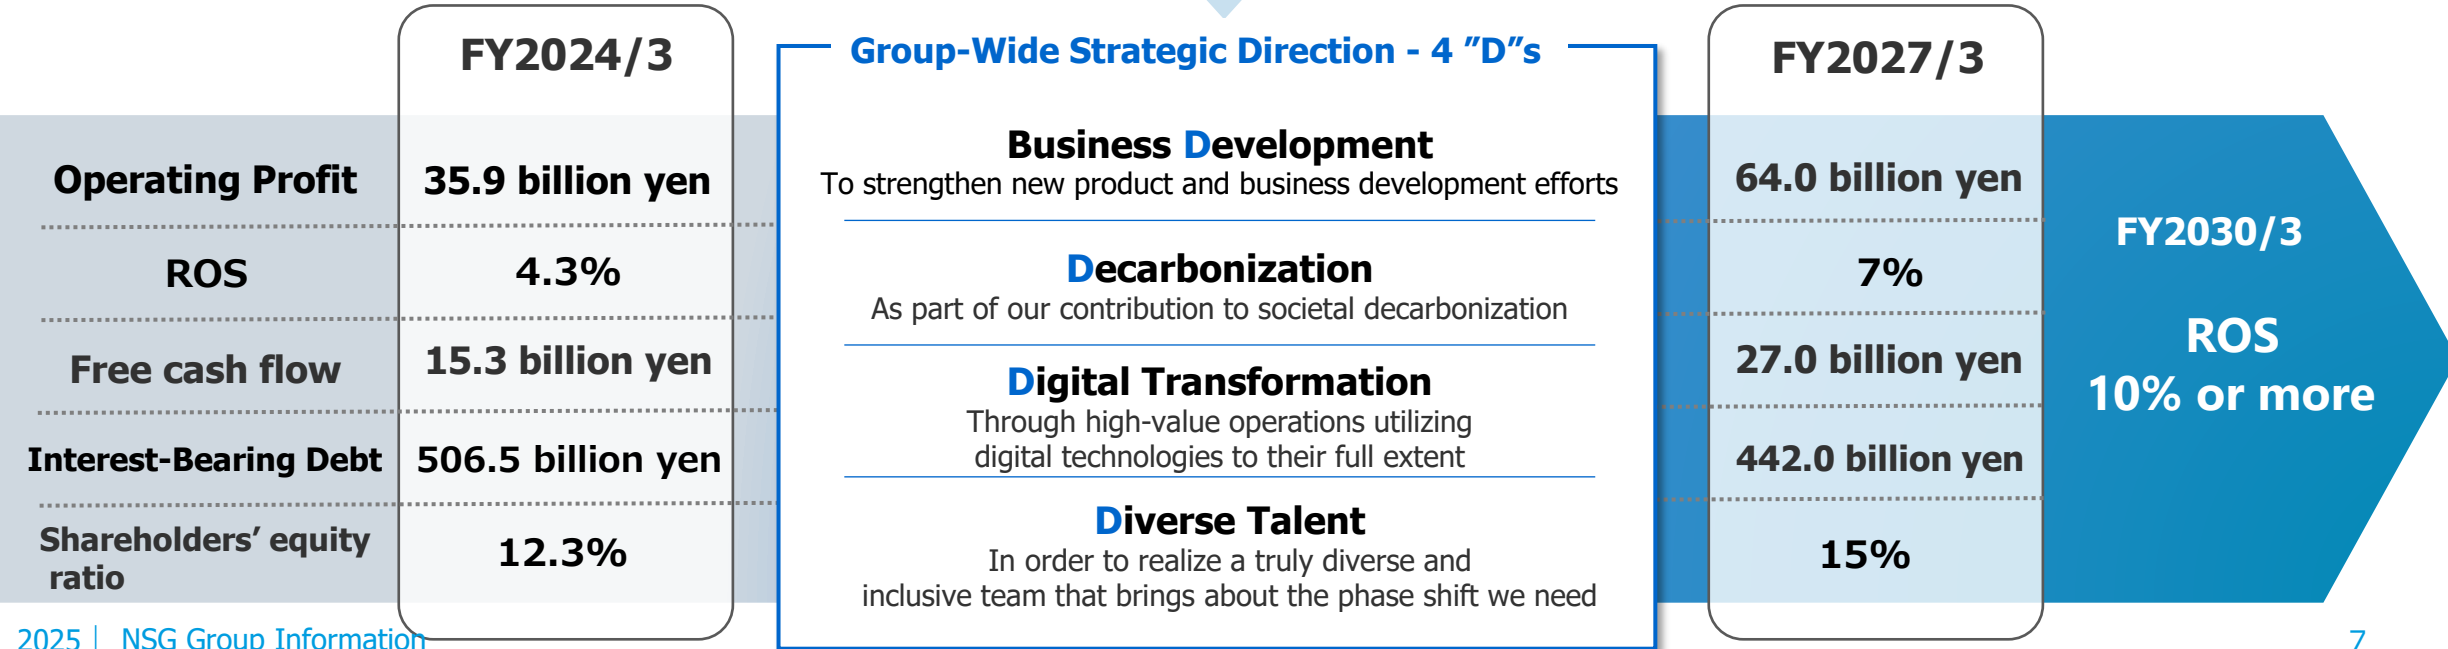 FY2024/3
Group-Wide Strategic Direction - 4 ”D”s
FY2027/3
Operating Profit
35.9 billion yen
Business Development
To strengthen new product and business development efforts
64.0 billion yen
ROS
4.3%
Decarbonization
As part of our contribution to societal decarbonization
7%
Free cash flow
15.3 billion yen
Digital Transformation
Through high-value operations utilizing
digital technologies to their full extent
27.0 billion yen
Interest-Bearing Debt
506.5 billion yen
442.0 billion yen
Shareholders’ equity
ratio
12.3%
Diverse Talent
In order to realize a truly diverse and
inclusive team that brings about the phase shift we need
15%
FY2030/3
ROS
10% or more
2025 | NSG Group Information
7